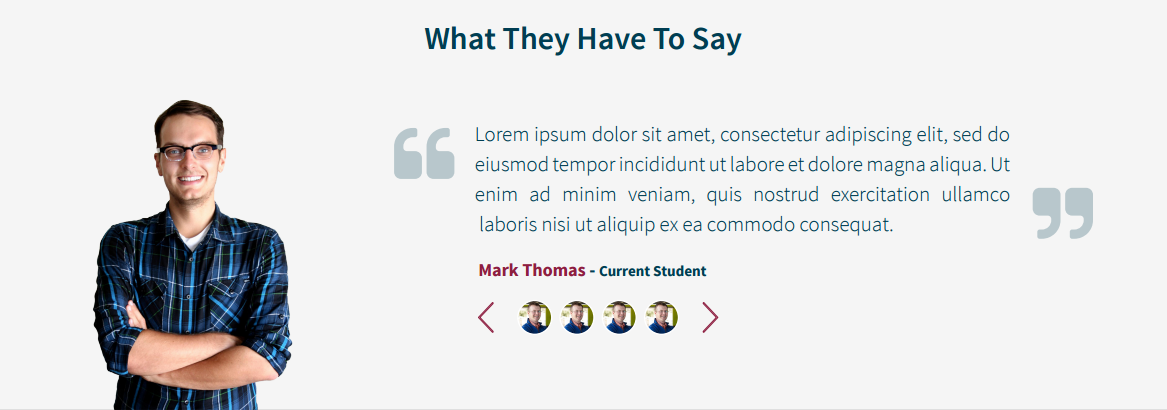 What They Have To Say
“
Lorem ipsum dolor sit amet, consectetur adipiscing elit, sed do
eiusmod tempor incididunt ut labore et dolore magna aliqua. Ut
enim ad minim veniam, quis nostrud exercitation ullamco
laboris nisi ut aliquip ex ea commodo consequat.
”
Mark Thomas - Current Student